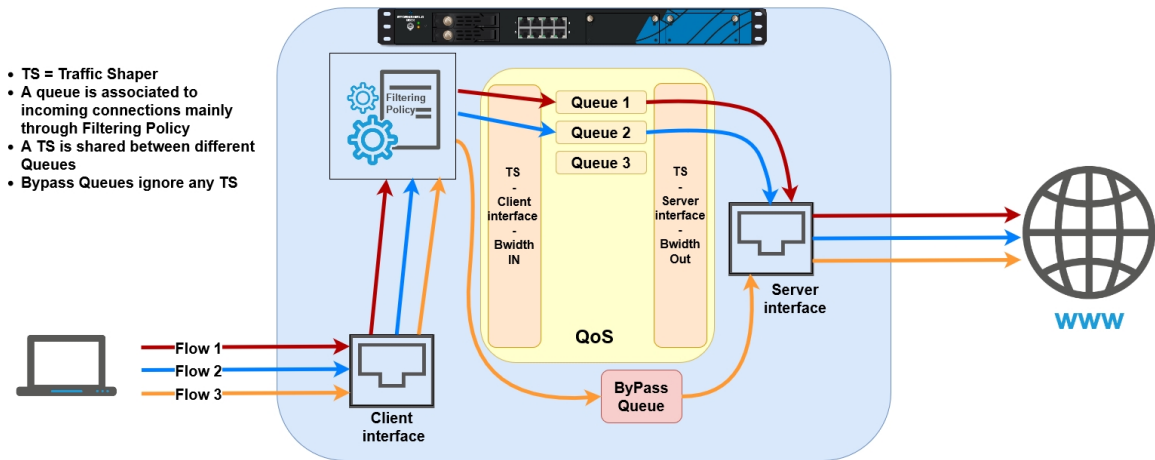 • TS = Traffic Shaper
• A queue is associated to
incoming connections mainly
through Filtering Policy
• A TS is shared between different
Queues
• Bypass Queues ignore any TS
Filtering
Policy
TS
-
Client
interface
-
Bwidth
IN
Queue 1
Queue 2
Queue 3
TS
-
Server
interface
-
Bwidth
Out
QoS
Server
interface
WWW
Flow 1
Flow 2
Flow 3
Client
interface
ByPass
Queue